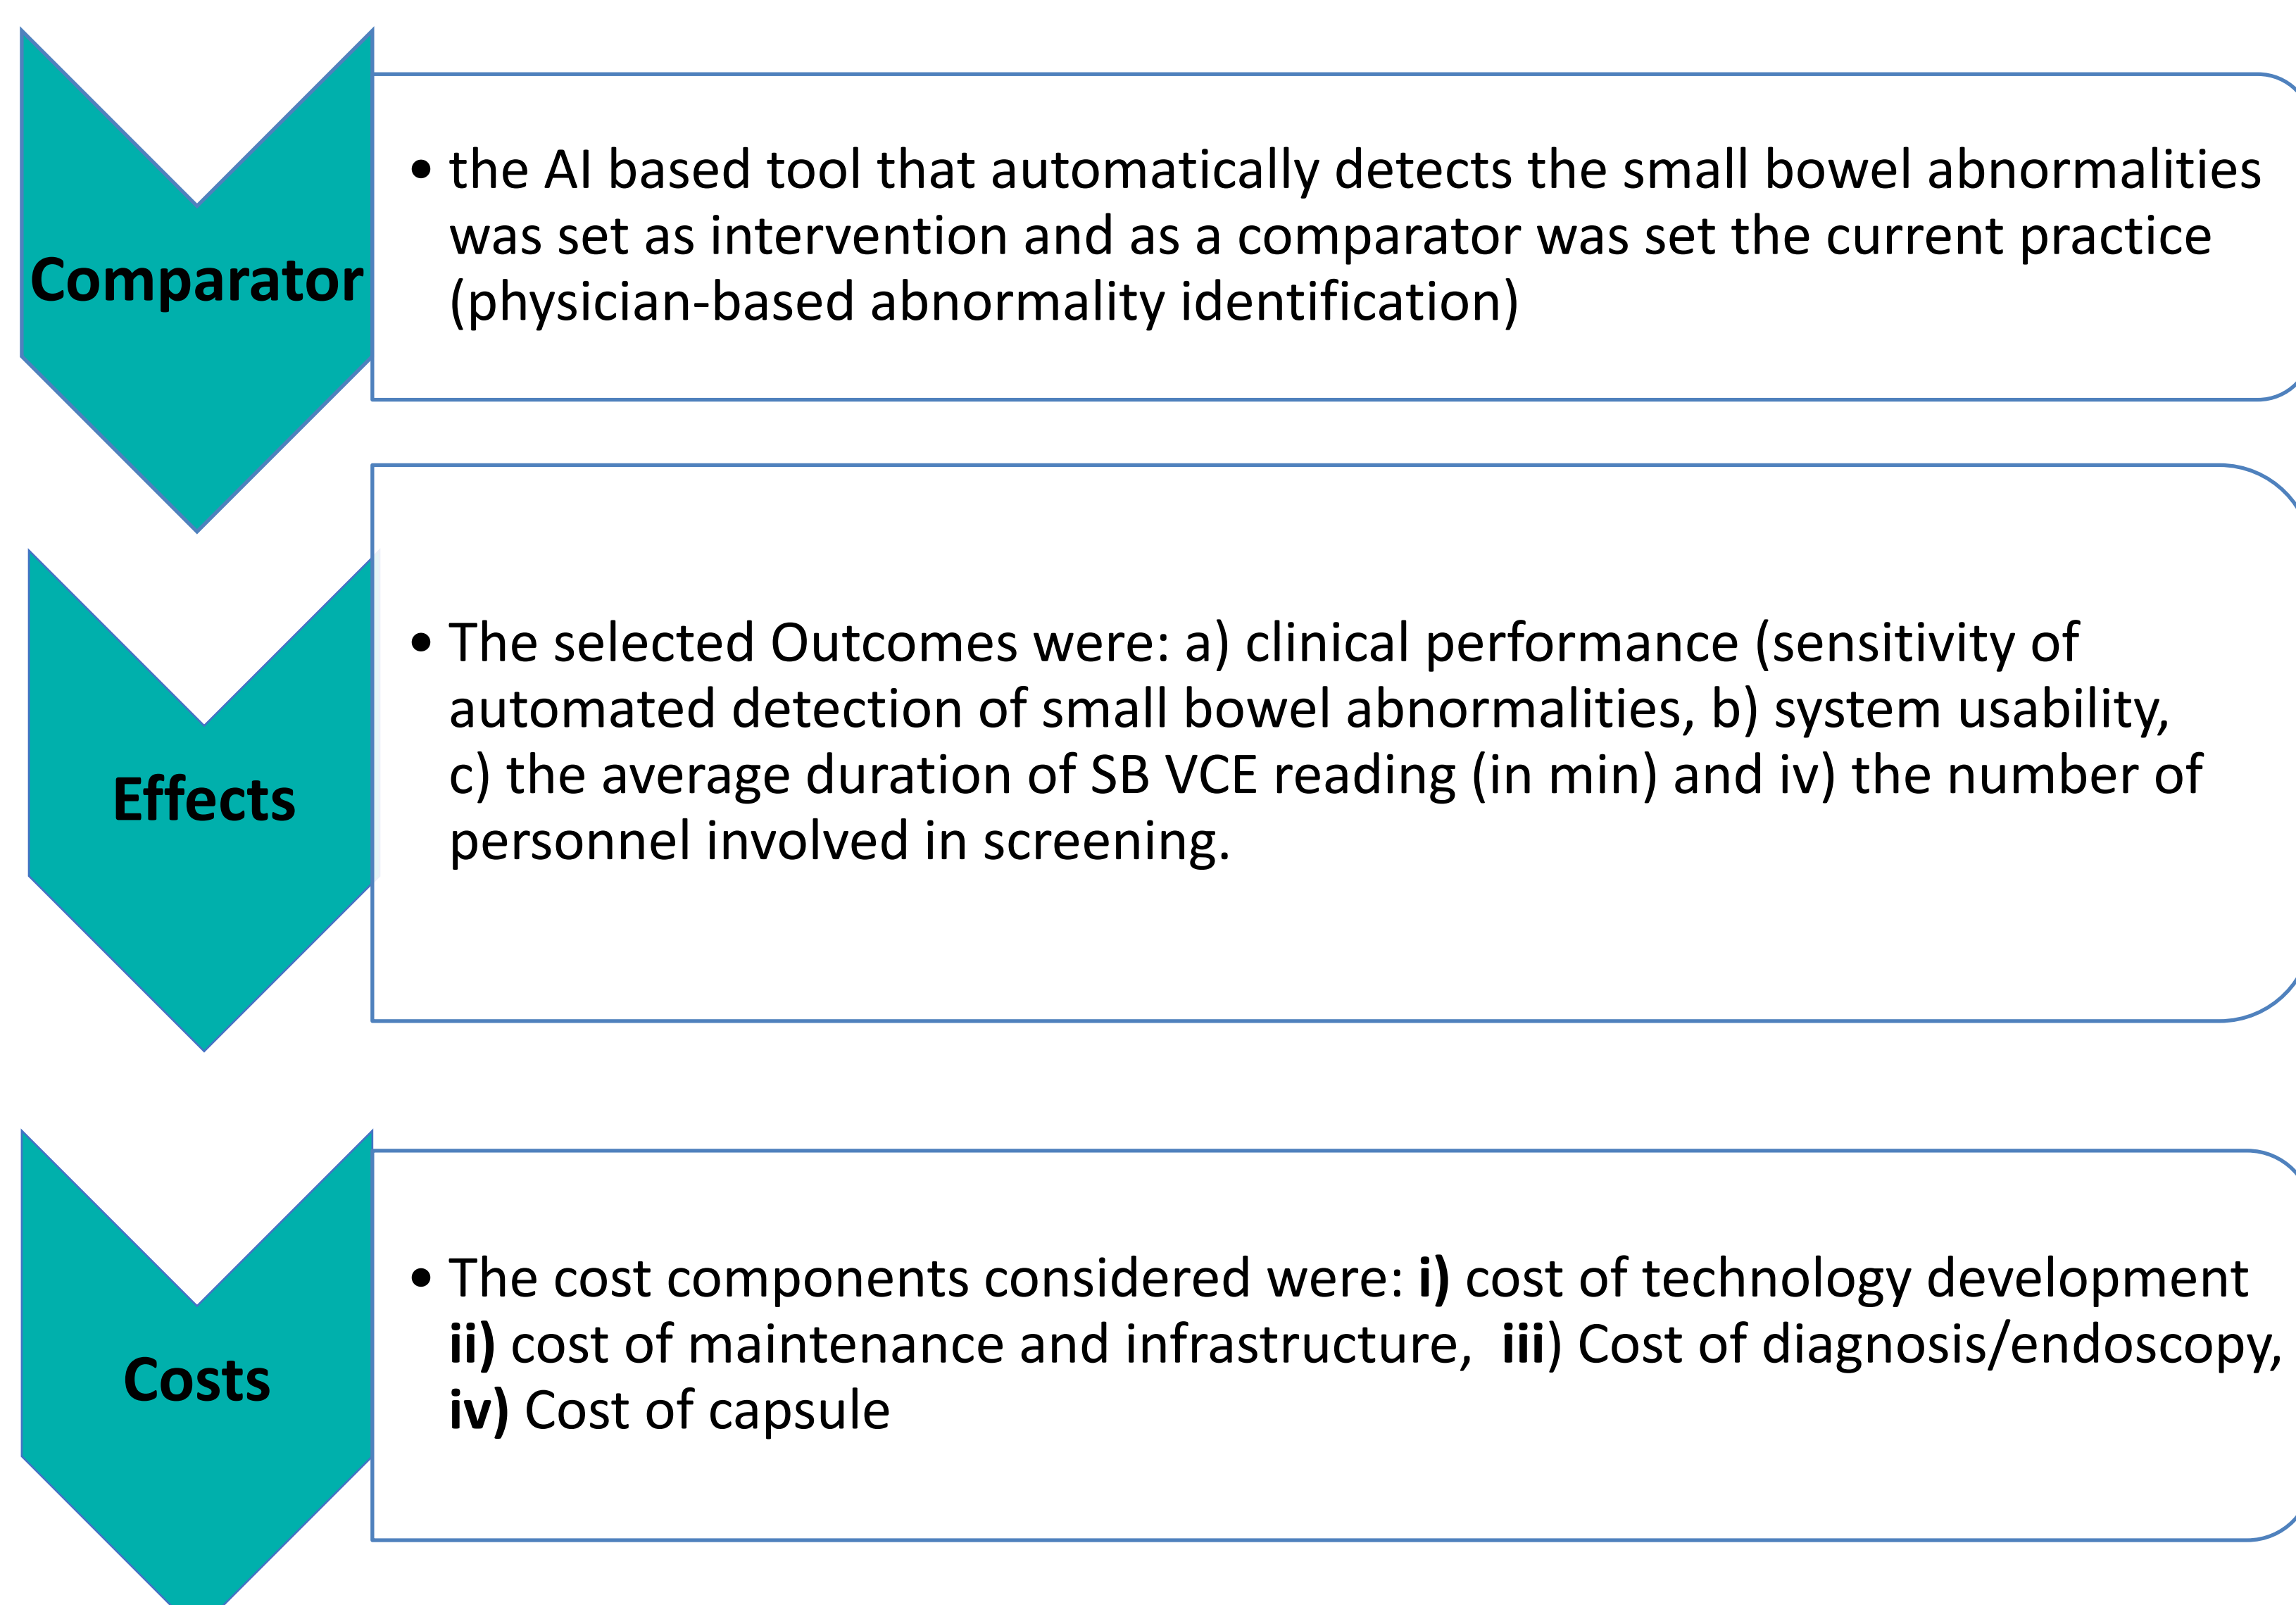 Comparator
• the AI based tool that automatically detects the small bowel abnormalities
was set as intervention and as a comparator was set the current practice
(physician-based abnormality identification)
Effects
• The selected Outcomes were: a) clinical performance (sensitivity of
automated detection of small bowel abnormalities, b) system usability,
c) the average duration of SB VCE reading (in min) and iv) the number of
personnel involved in screening.
Costs
• The cost components considered were: i) cost of technology development
ii) cost of maintenance and infrastructure, iii) Cost of diagnosis/endoscopy,
iv) Cost of capsule